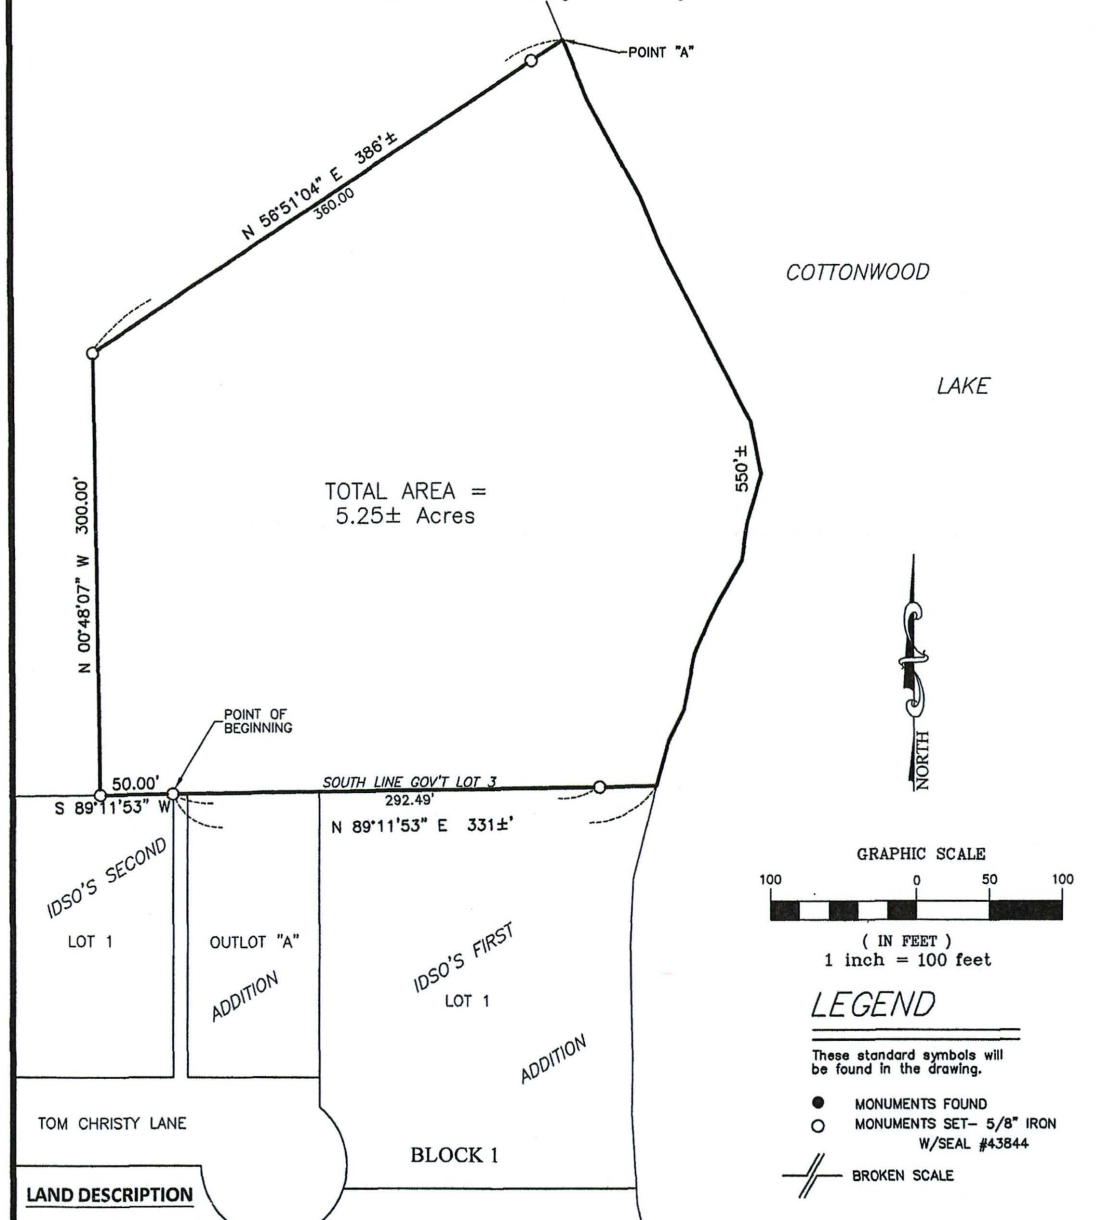 POINT "A"
N 56°51'04" E 386'±
360.00
COTTONWOOD
LAKE
550'±
TOTAL AREA =
5.25± Acres
N 00°48'07" W 300.00'
POINT OF
BEGINNING
50.00'
S 89°11'53" W
SOUTH LINE GOV'T LOT 3
292.49'
N 89°11'53" E 331±'
NORTH
IDSO'S SECOND
LOT 1
OUTLOT "A"
ADDITION
IDSO'S FIRST
LOT 1
ADDITION
GRAPHIC SCALE
100 0 50 100
( IN FEET )
1 inch = 100 feet
LEGEND
These standard symbols will
be found in the drawing.
MONUMENTS FOUND
MONUMENTS SET– 5/8" IRON
W/SEAL #43844
BROKEN SCALE
TOM CHRISTY LANE
BLOCK 1
LAND DESCRIPTION